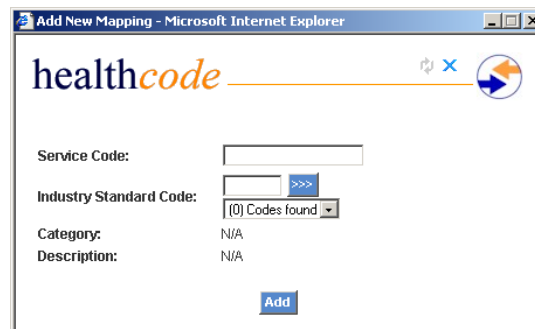 Add New Mapping - Microsoft Internet Explorer
healthcode
Service Code:
Industry Standard Code:
>>>
(0) Codes found
Category: N/A
Description: N/A
Add